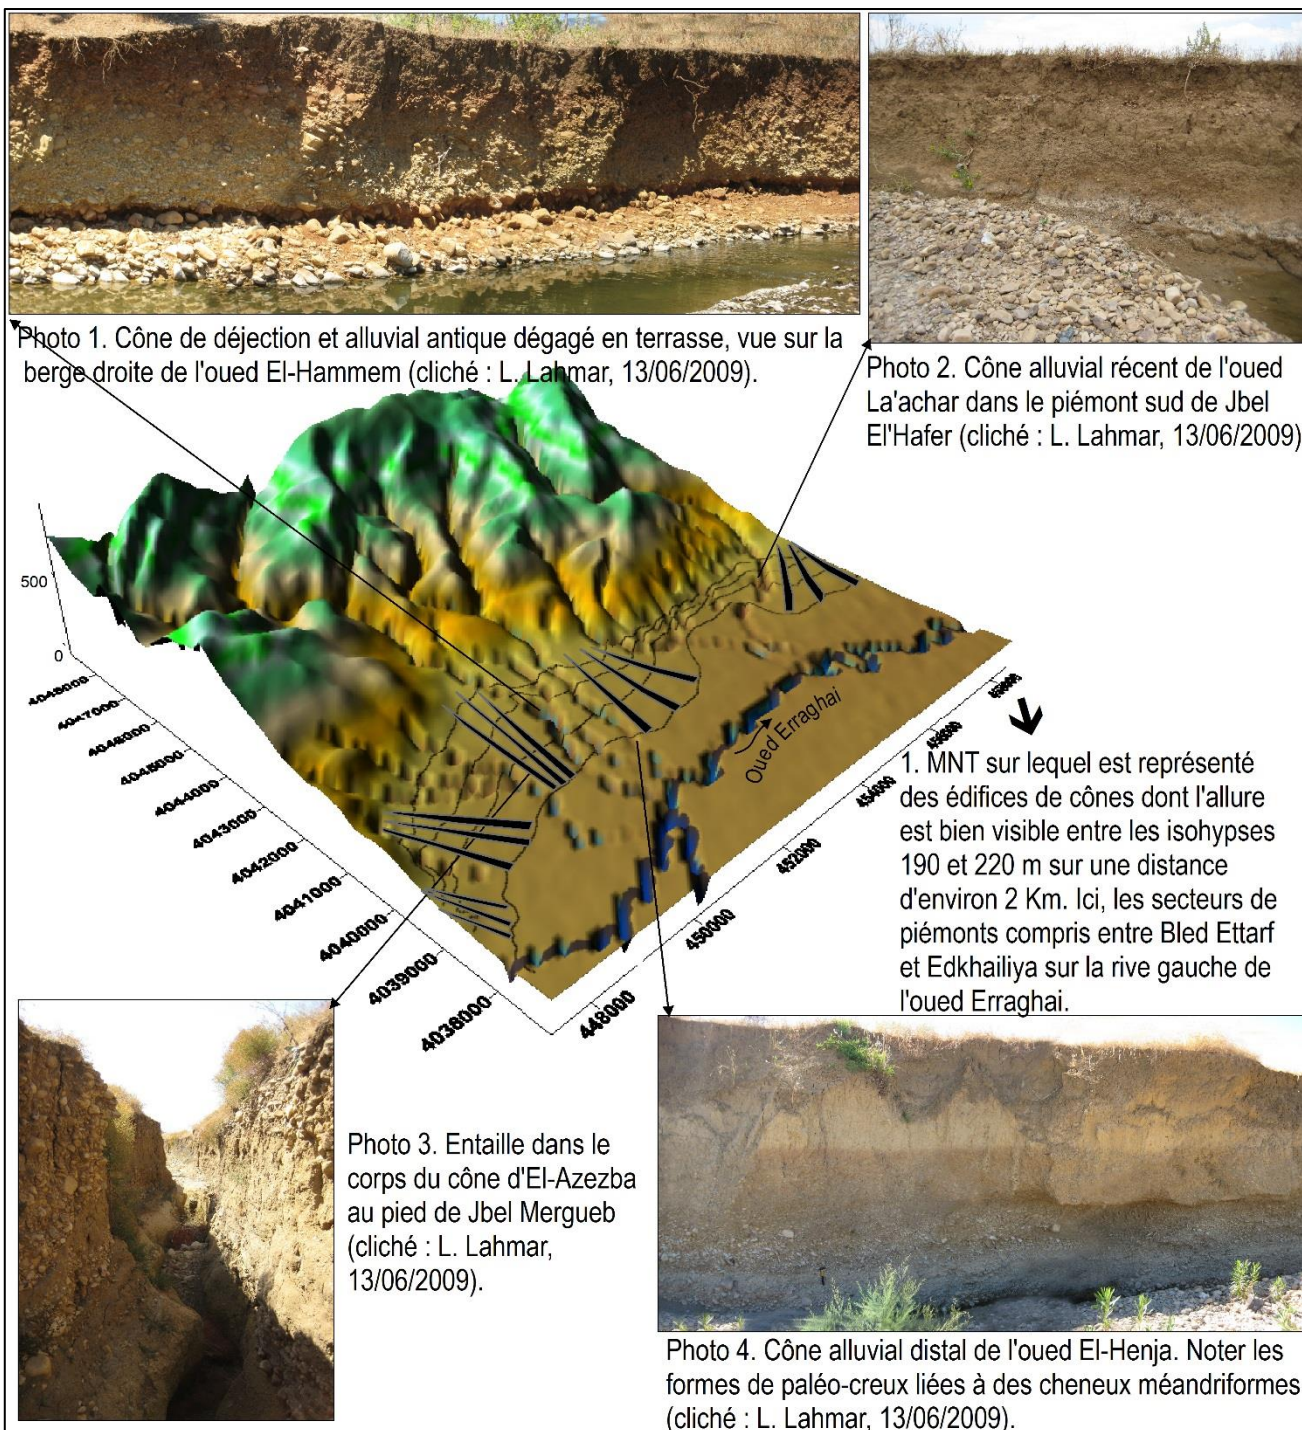 Photo 1. Cône de déjection et alluvial antique dégagé en terrasse, vue sur la
berge droite de l'oued El-Hammem (cliché : L. Lahmar, 13/06/2009).
Photo 2. Cône alluvial récent de l'oued
La'achar dans le piémont sud de Jbel
El'Hafer (cliché : L. Lahmar, 13/06/2009)
500
0
4047000
4046000
4045000
4044000
4043000
4042000
4041000
4040000
4039000
4038000
448000
450000
452000
454000
Oued Erraghai
1. MNT sur lequel est représenté
des édifices de cônes dont l'allure
est bien visible entre les isohypses
190 et 220 m sur une distance
d'environ 2 Km. Ici, les secteurs de
piémonts compris entre Bled Ettarf
et Edkhailiya sur la rive gauche de
l'oued Erraghai.
Photo 3. Entaille dans le
corps du cône d'El-Azezba
au pied de Jbel Mergueb
(cliché : L. Lahmar,
13/06/2009).
Photo 4. Cône alluvial distal de l'oued El-Henja. Noter les
formes de paléo-creux liées à des cheneux méandriformes
(cliché : L. Lahmar, 13/06/2009).